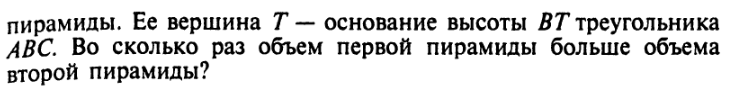 пирамиды. Ее вершина T — основание высоты BT треугольника
ABC. Во сколько раз объем первой пирамиды больше объема
второй пирамиды?